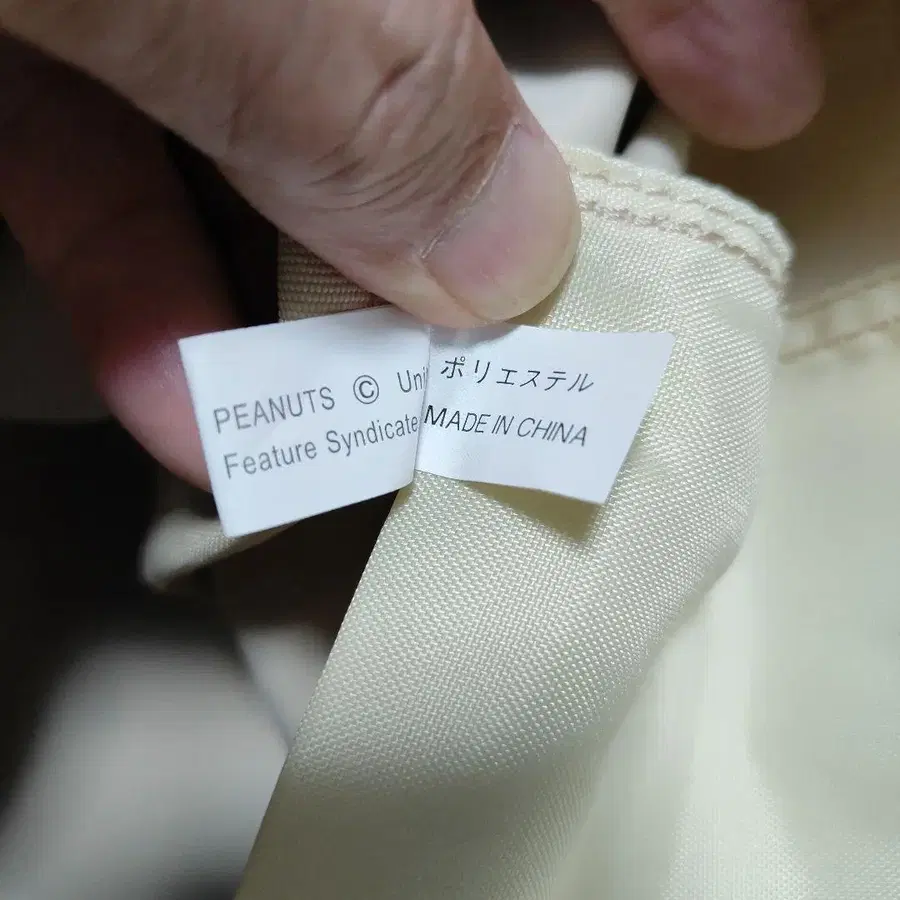 PEANUTS © Uni
Feature Syndicate
ポリエステル
MADE IN CHINA